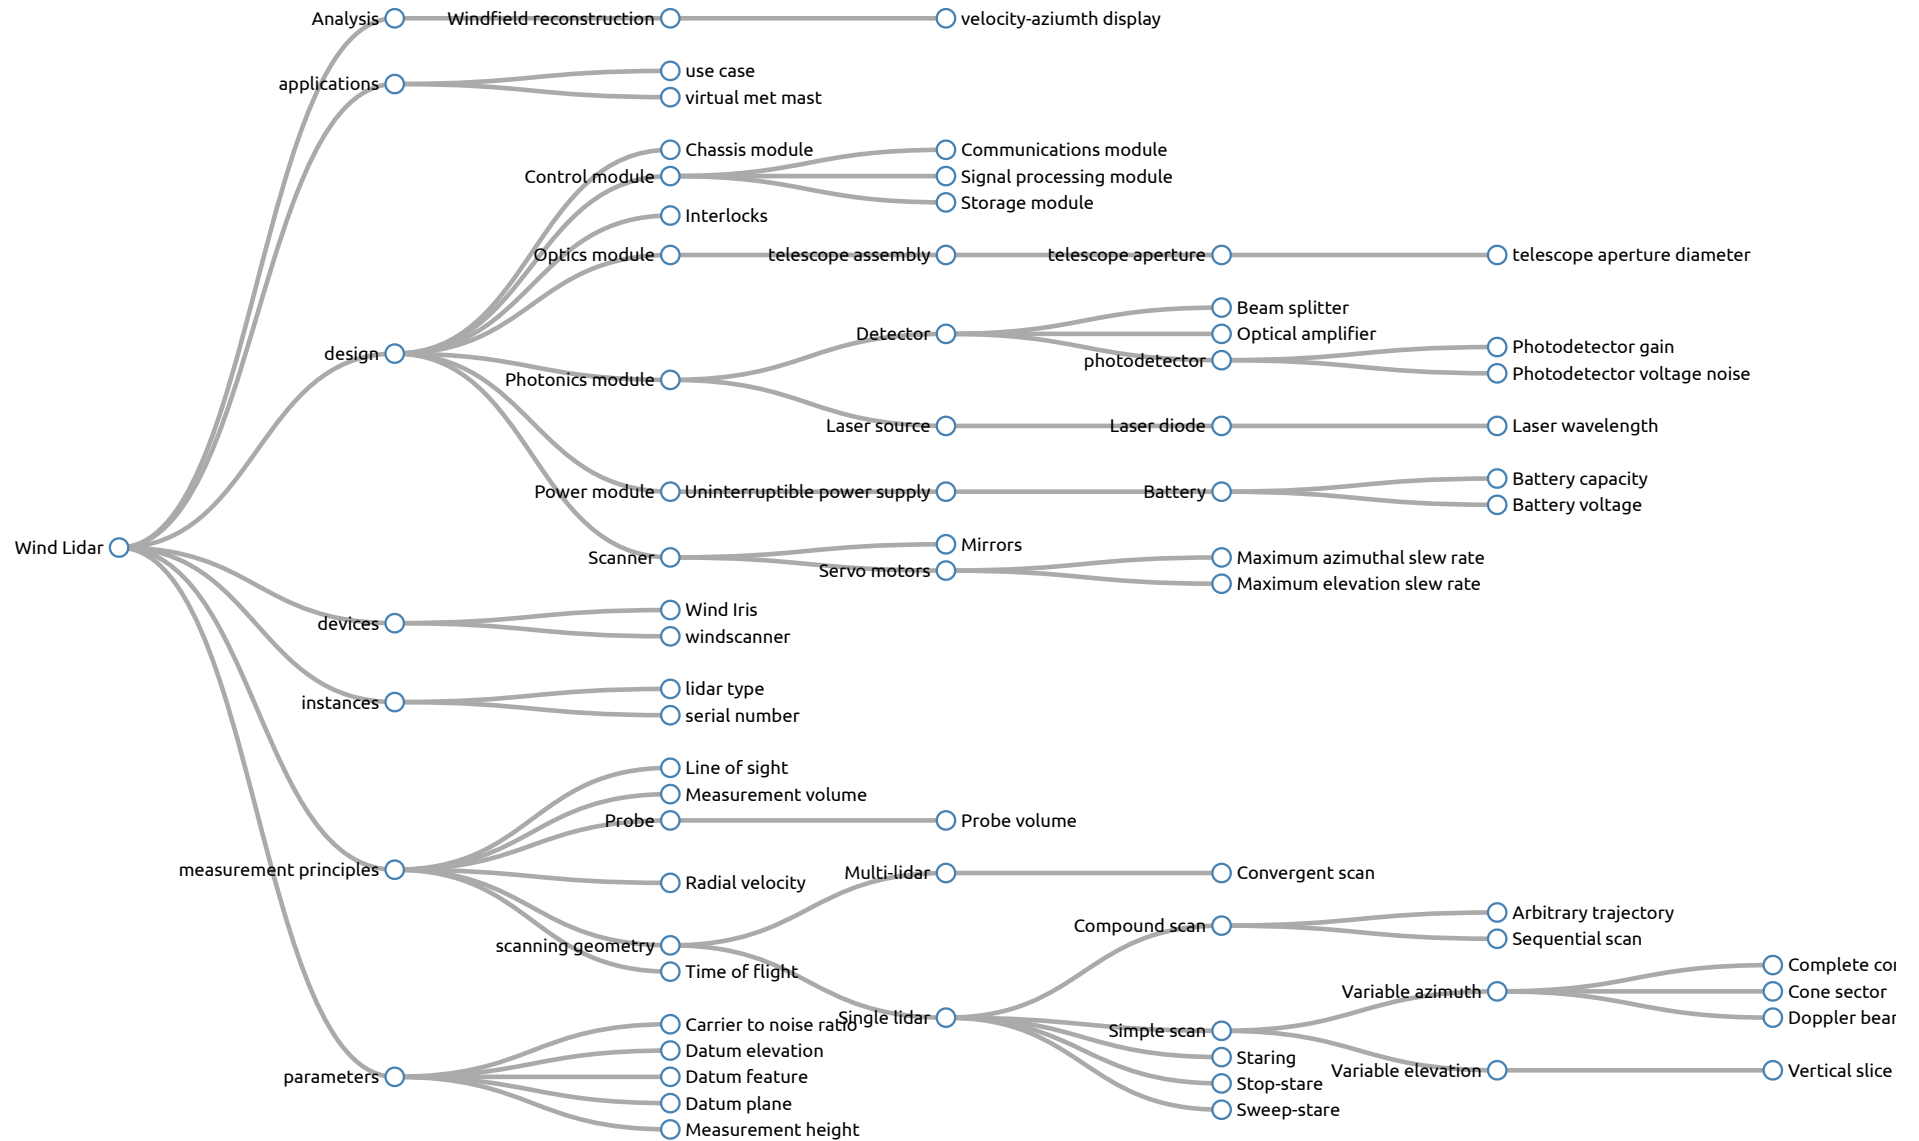 Analysis
Windfield reconstruction
velocity-aziumth display
applications
use case
virtual met mast
Chassis module
Communications module
Control module
Signal processing module
Storage module
Interlocks
Optics module
telescope assembly
telescope aperture
telescope aperture diameter
Beam splitter
Detector
Optical amplifier
photodetector
Photodetector gain
Photodetector voltage noise
design
Photonics module
Laser source
Laser diode
Laser wavelength
Power module
Uninterruptible power supply
Battery
Battery capacity
Battery voltage
Wind Lidar
Scanner
Mirrors
Servo motors
Maximum azimuthal slew rate
Maximum elevation slew rate
devices
Wind Iris
windscanner
instances
lidar type
serial number
Line of sight
Measurement volume
Probe
Probe volume
measurement principles
Radial velocity
Multi-lidar
Convergent scan
scanning geometry
Time of flight
Compound scan
Arbitrary trajectory
Sequential scan
Single lidar
Simple scan
Variable azimuth
Complete
Cone sector
Doppler
Staring
Stop-stare
Sweep-stare
Variable elevation
Vertical slice
parameters
Carrier to noise ratio
Datum elevation
Datum feature
Datum plane
Measurement height